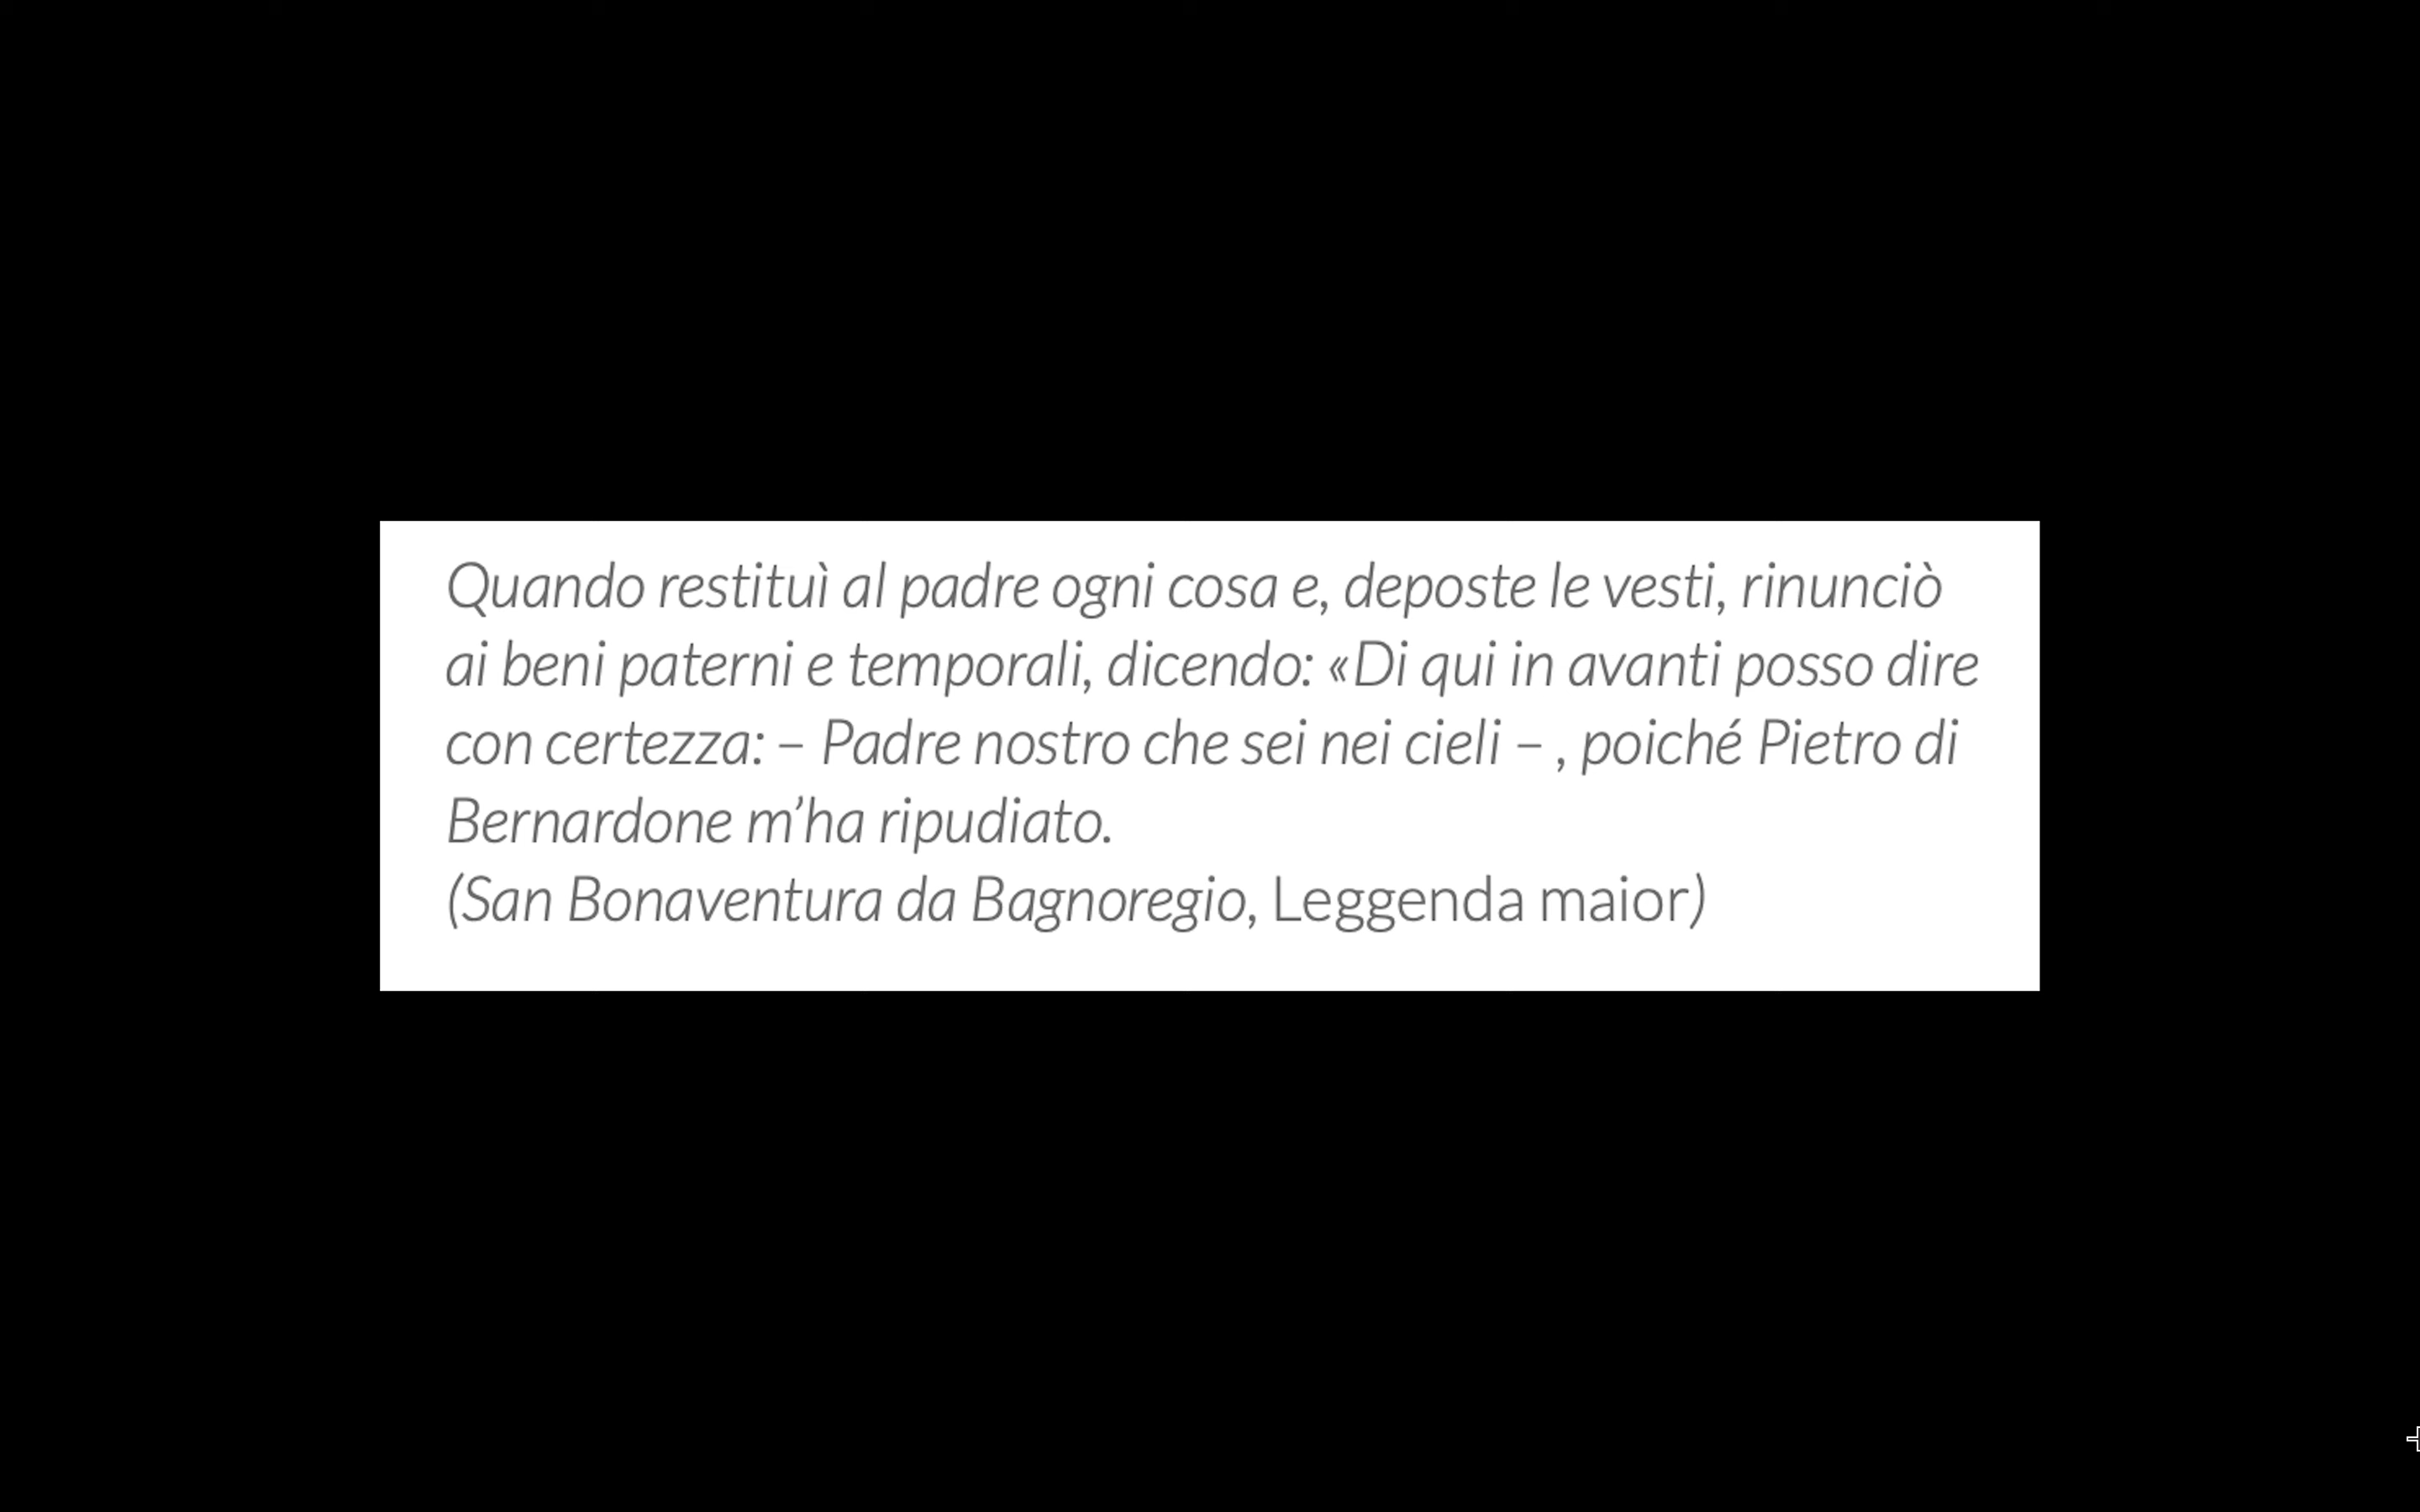 Quando restituì al padre ogni cosa e, deposte le vesti, rinunciò
ai beni paterni e temporali, dicendo: «Di qui in avanti posso dire
con certezza: – Padre nostro che sei nei cieli – , poiché Pietro di
Bernardone m’ha ripudiato.
(San Bonaventura da Bagnoregio, Leggenda maior)